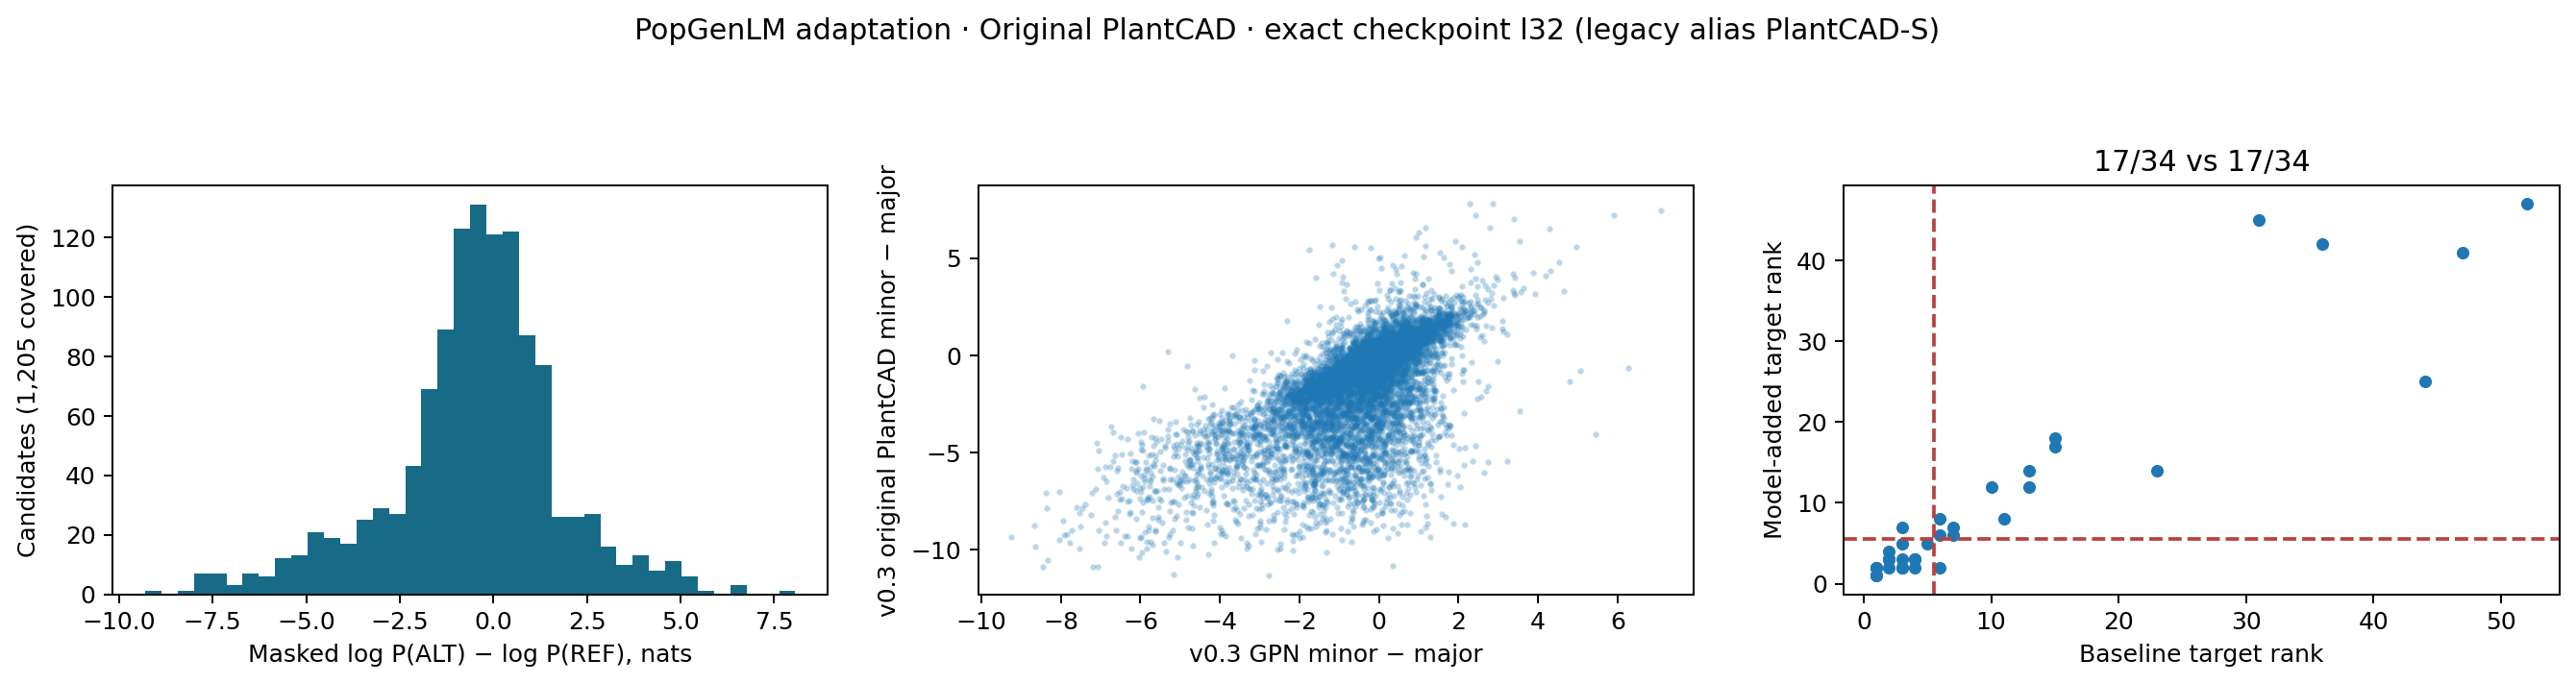 PopGenLM adaptation · Original PlantCAD · exact checkpoint l32 (legacy alias PlantCAD-S)
Candidates (1,205 covered)
120
100
80
60
40
20
0
−10.0 −7.5 −5.0 −2.5 0.0 2.5 5.0 7.5
Masked log P(ALT) − log P(REF), nats
v0.3 original PlantCAD minor − major
5
0
−5
−10
−10 −8 −6 −4 −2 0 2 4 6
v0.3 GPN minor − major
17/34 vs 17/34
Model-added target rank
40
30
20
10
0
0 10 20 30 40 50
Baseline target rank